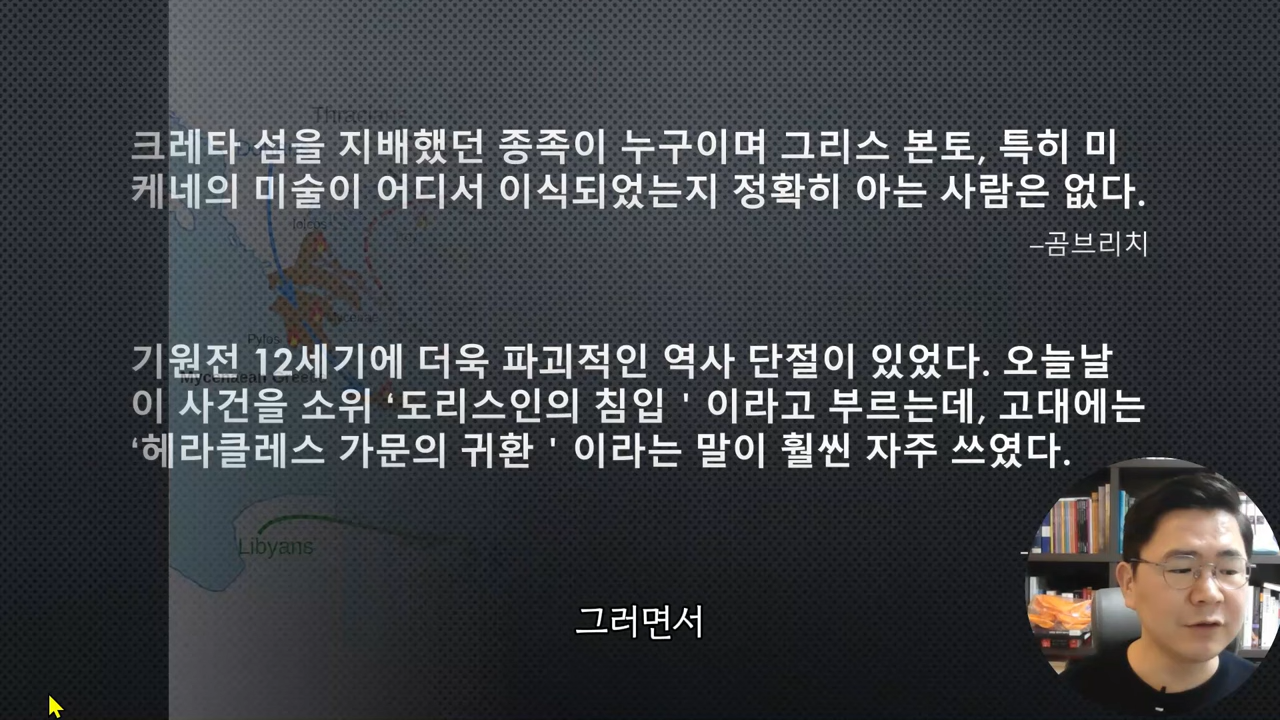 Thracians
크레타 섬을 지배했던 종족이 누구이며 그리스 본토, 특히 미
케네의 미술이 어디서 이식되었는지 정확히 아는 사람은 없다.
Iolcos
–곰브리치
Pylos
기원전 12세기에 더욱 파괴적인 역사 단절이 있었다. 오늘날
Mycenaean Greece
이 사건을 소위 ‘도리스인의 침입 ' 이라고 부르는데, 고대에는
‘헤라클레스 가문의 귀환 ' 이라는 말이 훨씬 자주 쓰였다.
Libyans
그러면서